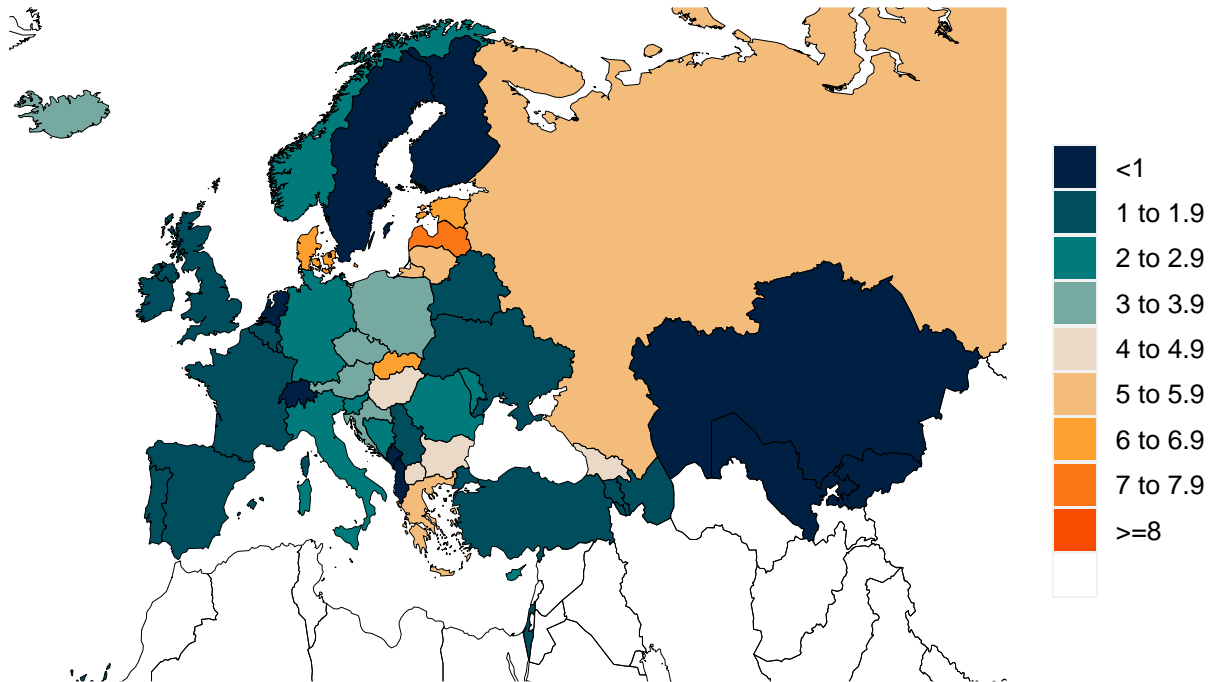 <1
1 to 1.9
2 to 2.9
3 to 3.9
4 to 4.9
5 to 5.9
6 to 6.9
7 to 7.9
>=8